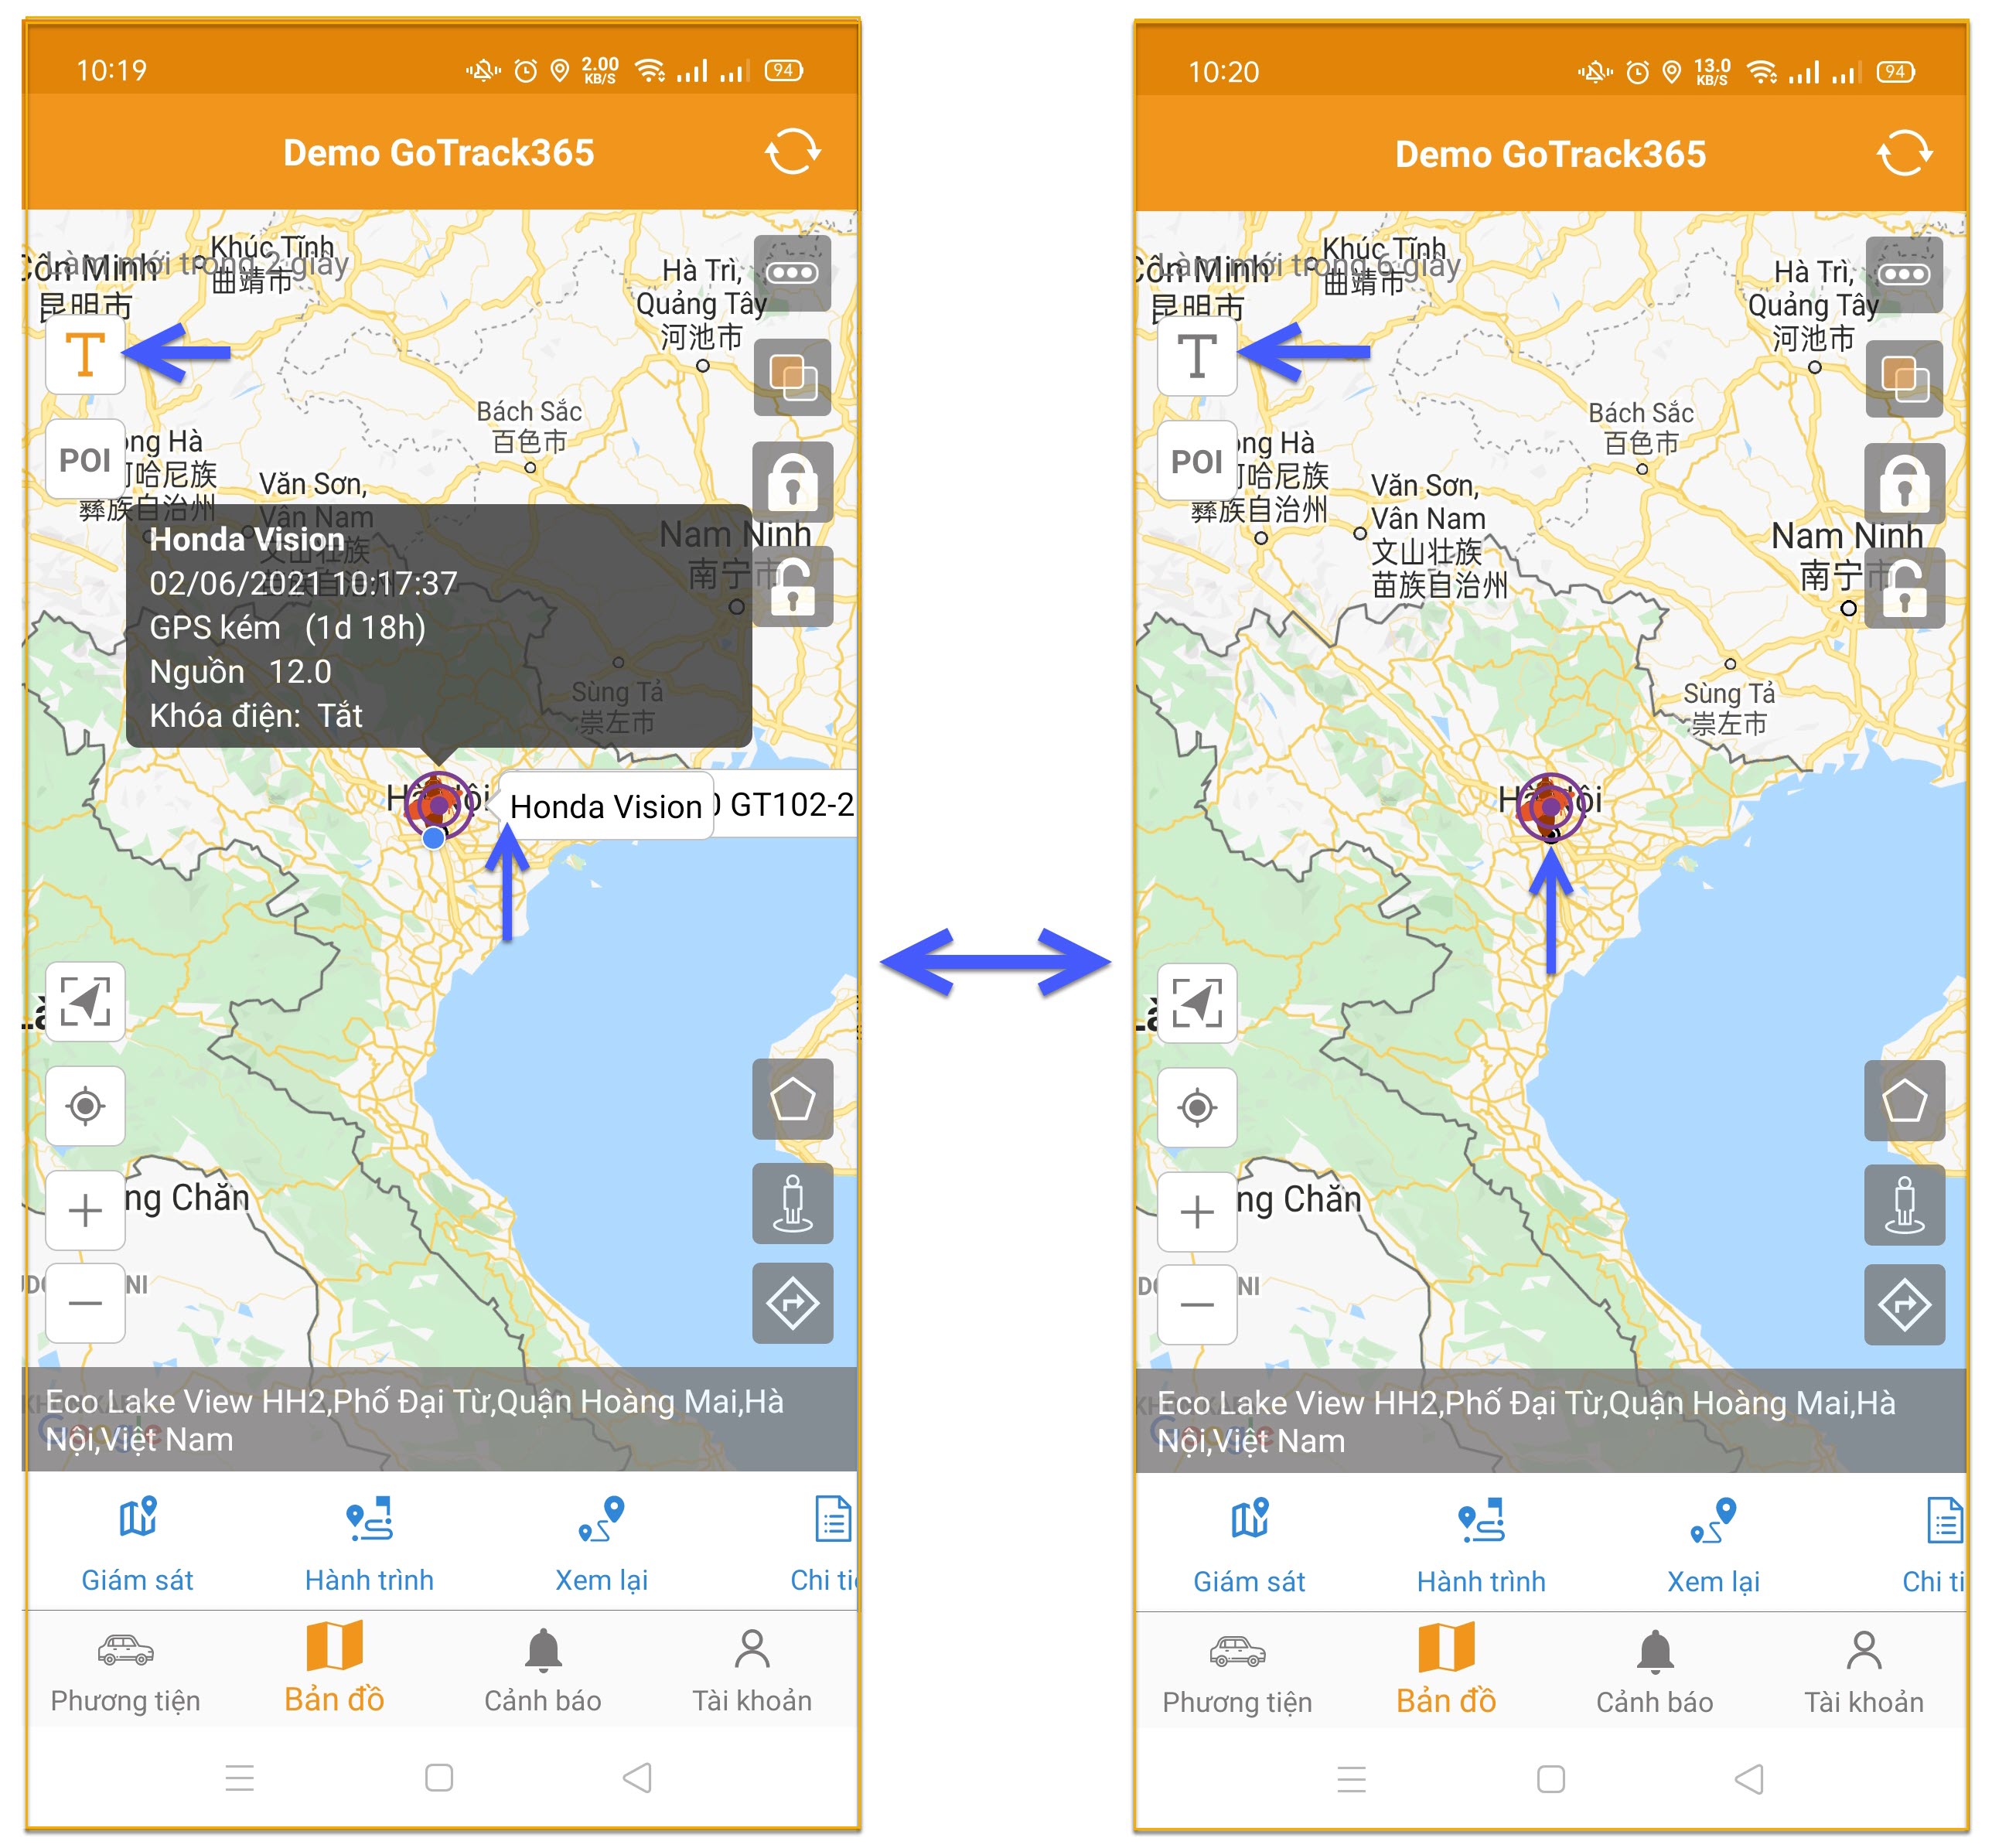 10:19
2.00
KB/S
94
Demo GoTrack365
Khúc Tĩnh
Côn Minh
Làm mới trong 2 giây
曲靖市
昆明市
Hà Trì,
Quảng Tây
河池市
T
Bách Sắc
百色市
POI
ong Hà
哈尼族
彝族自治州
Văn Sơn,
Vân Nam
文山壮族
Nam Ninh
南宁市
Honda Vision
02/06/2021 10:17:37
GPS kém (1d 18h)
Nguồn 12.0
Khóa điện: Tắt
Sùng Tả
崇左市
Hà Nội
Honda Vision
GT102-2
ng Chăn
NI
Eco Lake View HH2,Phố Đại Từ,Quận Hoàng Mai,Hà
Nội,Việt Nam
Google
Giám sát
Hành trình
Xem lại
Chi ti
Phương tiện
Bản đồ
Cảnh báo
Tài khoản
10:20
13.0
KB/S
94
Demo GoTrack365
Khúc Tĩnh
Côn Minh
Làm mới trong 6 giây
曲靖市
昆明市
Hà Trì,
Quảng Tây
河池市
T
Bách Sắc
百色市
POI
ong Hà
哈尼族
彝族自治州
Văn Sơn,
Vân Nam
文山壮族
苗族自治州
Nam Ninh
南宁市
Sùng Tả
崇左市
Hà Nội
ng Chăn
NI
Eco Lake View HH2,Phố Đại Từ,Quận Hoàng Mai,Hà
Nội,Việt Nam
Google
Giám sát
Hành trình
Xem lại
Chi ti
Phương tiện
Bản đồ
Cảnh báo
Tài khoản